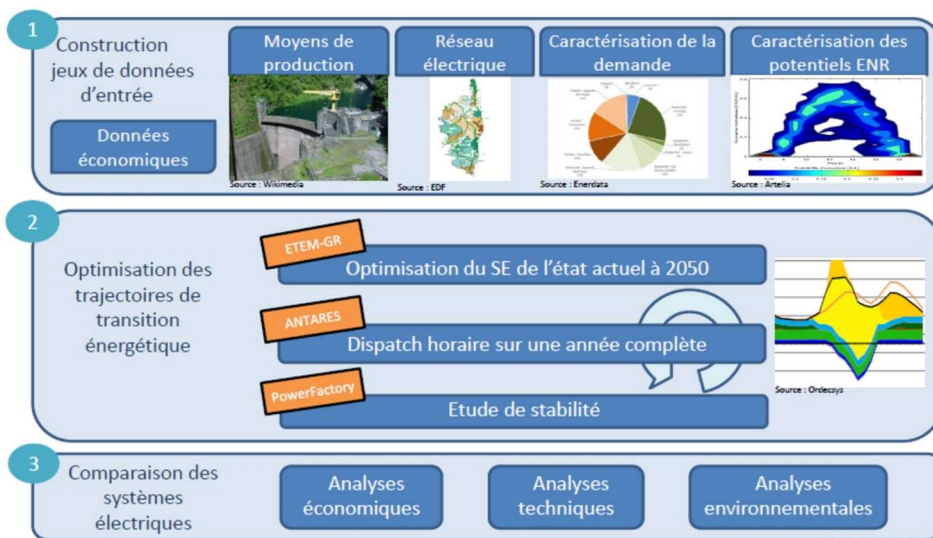 1
Construction
jeux de données
d'entrée
Données
économiques
Moyens de
production
Source : Wikimedia
Réseau
électrique
Source : EDF
Caractérisation de la
demande
Source : Enerdata
Caractérisation des
potentiels ENR
Source : Artelia
2
Optimisation des
trajectoires de
transition
énergétique
ETEM-GR
Optimisation du SE de l'état actuel à 2050
ANTARES
Dispatch horaire sur une année complète
PowerFactory
Etude de stabilité
Source : Ordecsys
3
Comparaison des
systèmes
électriques
Analyses
économiques
Analyses
techniques
Analyses
environnementales